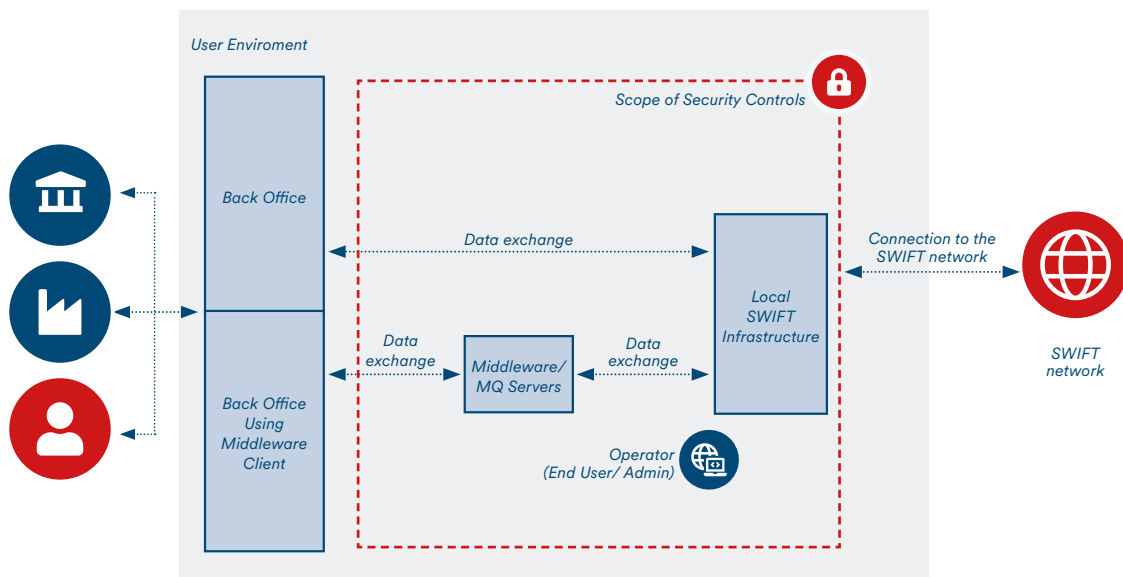 User Enviroment
Scope of Security Controls
Back Office
Data exchange
Connection to the
SWIFT network
Local
SWIFT
Infrastructure
Data
exchange
Middleware/
MQ Servers
Data
exchange
SWIFT
network
Back Office
Using
Middleware
Client
Operator
(End User/ Admin)